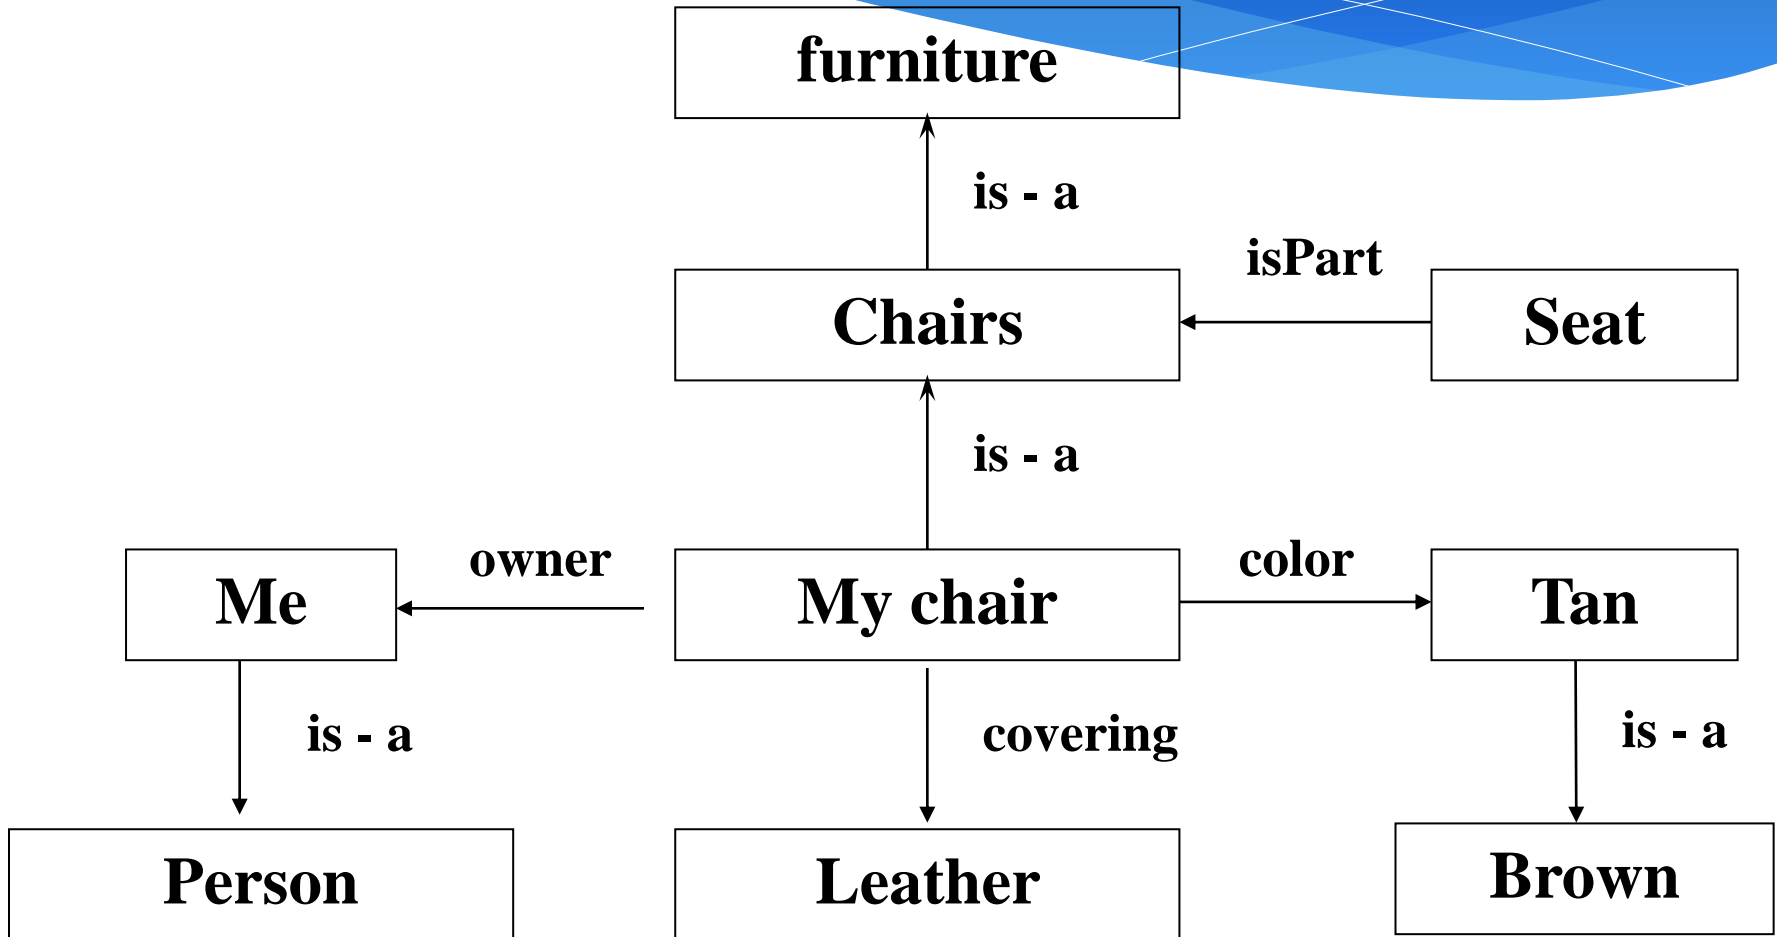 furniture
is - a
isPart
Chairs
Seat
is - a
owner
color
Me
My chair
Tan
is - a
covering
is - a
Person
Leather
Brown